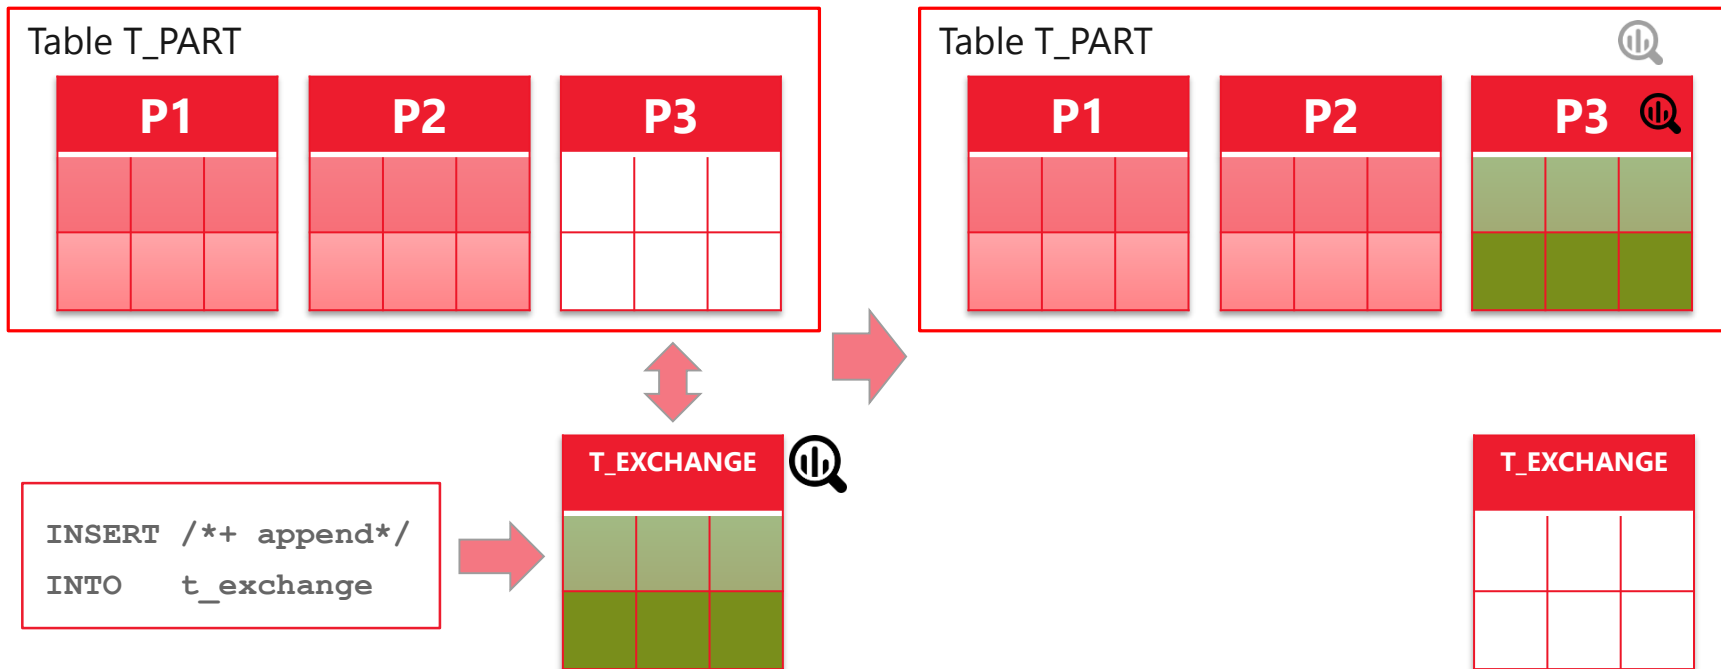 Table T_PART
P1
P2
P3
T_EXCHANGE
INSERT /*+ append*/
INTO t_exchange
Table T_PART
P1
P2
P3
T_EXCHANGE